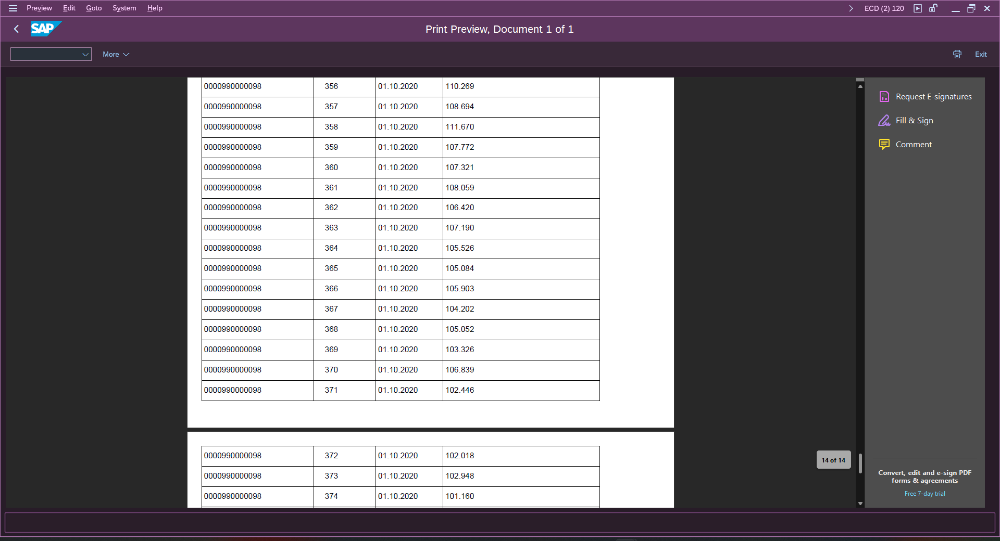 Preview Edit Goto System Help ECD (2) 120
SAP Print Preview, Document 1 of 1
More Exit
0000990000098 356 01.10.2020 110.269
0000990000098 357 01.10.2020 108.694
0000990000098 358 01.10.2020 111.670
0000990000098 359 01.10.2020 107.772
0000990000098 360 01.10.2020 107.321
0000990000098 361 01.10.2020 108.059
0000990000098 362 01.10.2020 106.420
0000990000098 363 01.10.2020 107.190
0000990000098 364 01.10.2020 105.526
0000990000098 365 01.10.2020 105.084
0000990000098 366 01.10.2020 105.903
0000990000098 367 01.10.2020 104.202
0000990000098 368 01.10.2020 105.052
0000990000098 369 01.10.2020 103.326
0000990000098 370 01.10.2020 106.839
0000990000098 371 01.10.2020 102.446
0000990000098 372 01.10.2020 102.018
0000990000098 373 01.10.2020 102.948
0000990000098 374 01.10.2020 101.160
14 of 14
Request E-signatures
Fill & Sign
Comment
Convert, edit and e-sign PDF
forms & agreements
Free 7-day trial